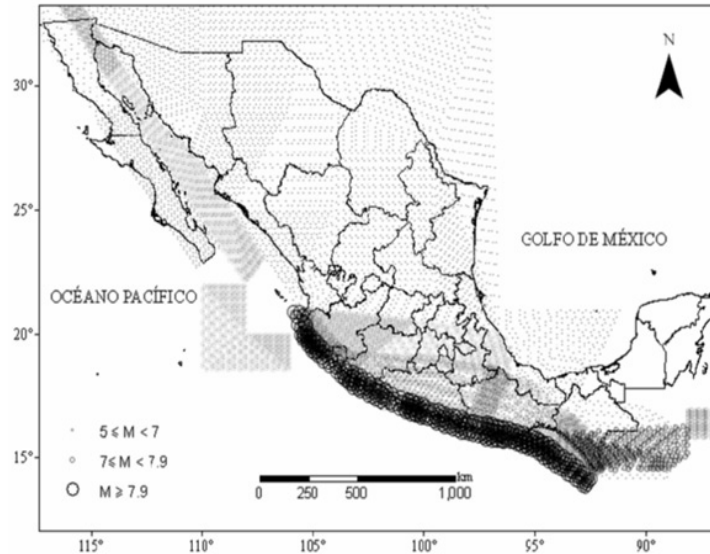 N
30°
25°
GOLFO DE MÉXICO
OCÉANO PACÍFICO
20°
5 ≤ M < 7
7 ≤ M < 7.9
M ≥ 7.9
15°
km
0 250 500 1,000
115° 110° 105° 100° 95° 90°